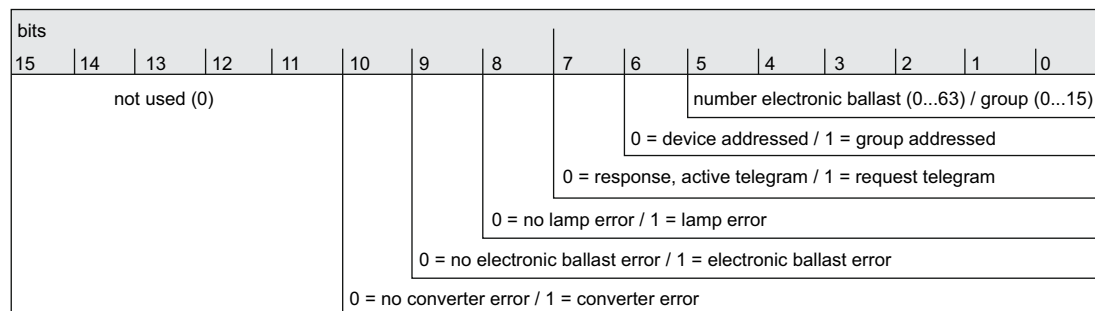 bits
15 14 13 12 11 10 9 8 7 6 5 4 3 2 1 0
not used (0)
number electronic ballast (0...63) / group (0...15)
0 = device addressed / 1 = group addressed
0 = response, active telegram / 1 = request telegram
0 = no lamp error / 1 = lamp error
0 = no electronic ballast error / 1 = electronic ballast error
0 = no converter error / 1 = converter error